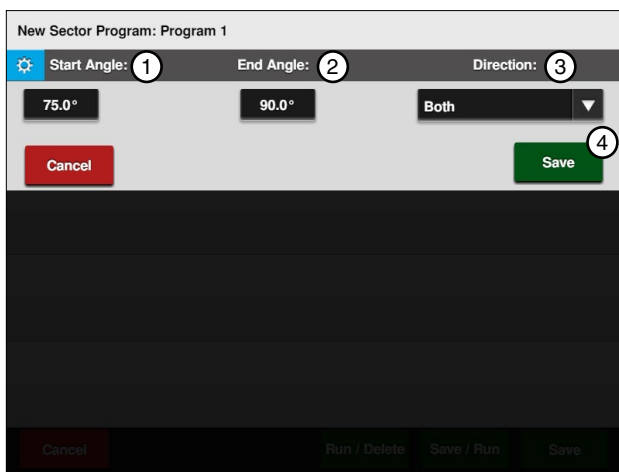 New Sector Program: Program 1
Start Angle: 1 End Angle: 2 Direction: 3
75.0° 90.0° Both
4
Cancel Save
Cancel Run / Delete Save / Run Save